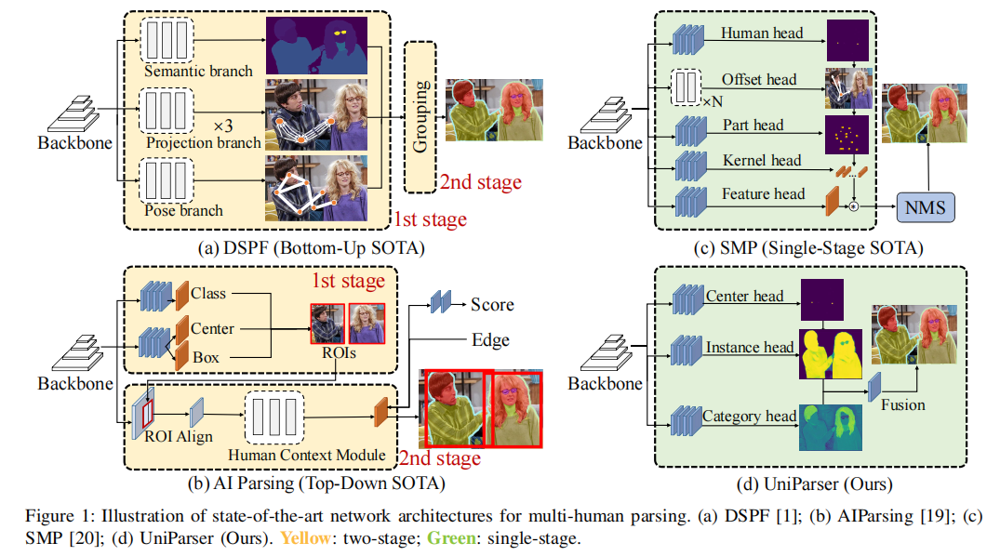 Backbone
Semantic branch
×3
Projection branch
Pose branch
Grouping
1st stage
2nd stage
(a) DSPF (Bottom-Up SOTA)
Backbone
Human head
Offset head
×N
Part head
Kernel head
...
Feature head
*
NMS
(c) SMP (Single-Stage SOTA)
Backbone
1st stage
Class
Center
Box
ROIs
Score
Edge
ROI Align
Human Context Module
2nd stage
(b) AI Parsing (Top-Down SOTA)
Backbone
Center head
Instance head
Category head
Fusion
(d) UniParser (Ours)
Figure 1: Illustration of state-of-the-art network architectures for multi-human parsing. (a) DSPF [1]; (b) AIParsing [19]; (c)
SMP [20]; (d) UniParser (Ours). Yellow: two-stage; Green: single-stage.